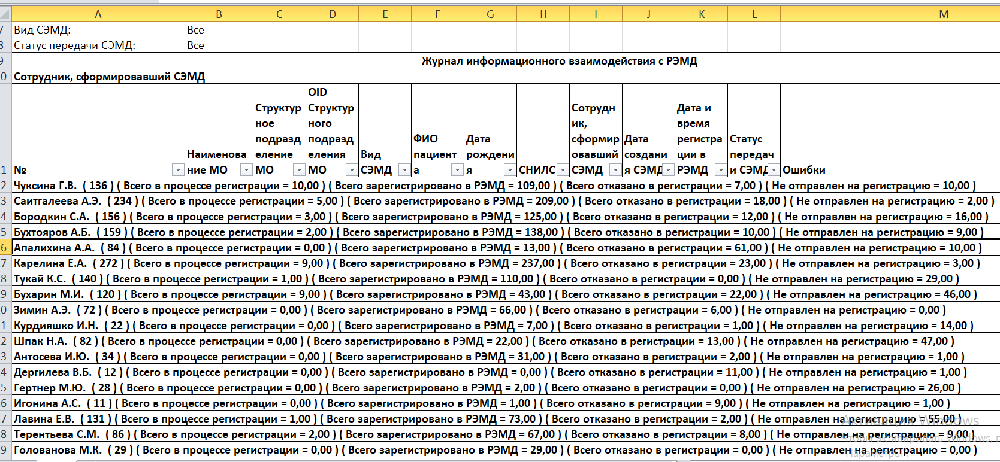 A B C D E F G H I J K L M
7 Вид СЭМД: Все
8 Статус передачи СЭМД: Все
9 Журнал информационного взаимодействия с РЭМД
0 Сотрудник, сформировавший СЭМД
1 №
Наименова
ние МО
Структур
ное
подразд
еление
МО
OID
Структур
ного
подразд
еления
МО
Вид
СЭМД
ФИО
пациент
а
Дата
рождени
я
СНИЛС
Сотрудн
ик,
сформир
овавший
СЭМД
Дата
создани
я СЭМД
Дата и
время
регистра
ции в
РЭМД
Статус
передач
и СЭМД
Ошибки
2 Чуксина Г.В. ( 136 ) ( Всего в процессе регистрации = 10,00 ) ( Всего зарегистрировано в РЭМД = 109,00 ) ( Всего отказано в регистрации = 7,00 ) ( Не отправлен на регистрацию = 10,00 )
3 Саитгалеева А.Э. ( 234 ) ( Всего в процессе регистрации = 5,00 ) ( Всего зарегистрировано в РЭМД = 209,00 ) ( Всего отказано в регистрации = 18,00 ) ( Не отправлен на регистрацию = 2,00 )
4 Бородкин С.А. ( 156 ) ( Всего в процессе регистрации = 3,00 ) ( Всего зарегистрировано в РЭМД = 125,00 ) ( Всего отказано в регистрации = 12,00 ) ( Не отправлен на регистрацию = 16,00 )
5 Бухтояров А.Б. ( 159 ) ( Всего в процессе регистрации = 2,00 ) ( Всего зарегистрировано в РЭМД = 138,00 ) ( Всего отказано в регистрации = 10,00 ) ( Не отправлен на регистрацию = 9,00 )
6 Апалихина А.А. ( 84 ) ( Всего в процессе регистрации = 0,00 ) ( Всего зарегистрировано в РЭМД = 13,00 ) ( Всего отказано в регистрации = 61,00 ) ( Не отправлен на регистрацию = 10,00 )
7 Карелина Е.А. ( 272 ) ( Всего в процессе регистрации = 9,00 ) ( Всего зарегистрировано в РЭМД = 237,00 ) ( Всего отказано в регистрации = 23,00 ) ( Не отправлен на регистрацию = 3,00 )
8 Тукай К.С. ( 140 ) ( Всего в процессе регистрации = 1,00 ) ( Всего зарегистрировано в РЭМД = 110,00 ) ( Всего отказано в регистрации = 0,00 ) ( Не отправлен на регистрацию = 29,00 )
9 Бухарин М.И. ( 120 ) ( Всего в процессе регистрации = 9,00 ) ( Всего зарегистрировано в РЭМД = 43,00 ) ( Всего отказано в регистрации = 22,00 ) ( Не отправлен на регистрацию = 46,00 )
0 Зимин А.Э. ( 72 ) ( Всего в процессе регистрации = 0,00 ) ( Всего зарегистрировано в РЭМД = 66,00 ) ( Всего отказано в регистрации = 6,00 ) ( Не отправлен на регистрацию = 0,00 )
1 Курдияшко И.Н. ( 22 ) ( Всего в процессе регистрации = 0,00 ) ( Всего зарегистрировано в РЭМД = 7,00 ) ( Всего отказано в регистрации = 1,00 ) ( Не отправлен на регистрацию = 14,00 )
2 Шпак Н.А. ( 82 ) ( Всего в процессе регистрации = 0,00 ) ( Всего зарегистрировано в РЭМД = 22,00 ) ( Всего отказано в регистрации = 13,00 ) ( Не отправлен на регистрацию = 47,00 )
3 Антосева И.Ю. ( 34 ) ( Всего в процессе регистрации = 0,00 ) ( Всего зарегистрировано в РЭМД = 31,00 ) ( Всего отказано в регистрации = 2,00 ) ( Не отправлен на регистрацию = 1,00 )
4 Дергилева В.Б. ( 12 ) ( Всего в процессе регистрации = 0,00 ) ( Всего зарегистрировано в РЭМД = 0,00 ) ( Всего отказано в регистрации = 11,00 ) ( Не отправлен на регистрацию = 1,00 )
5 Гертнер М.Ю. ( 28 ) ( Всего в процессе регистрации = 0,00 ) ( Всего зарегистрировано в РЭМД = 2,00 ) ( Всего отказано в регистрации = 0,00 ) ( Не отправлен на регистрацию = 26,00 )
6 Игонина А.С. ( 11 ) ( Всего в процессе регистрации = 0,00 ) ( Всего зарегистрировано в РЭМД = 1,00 ) ( Всего отказано в регистрации = 9,00 ) ( Не отправлен на регистрацию = 1,00 )
7 Лавина Е.В. ( 131 ) ( Всего в процессе регистрации = 1,00 ) ( Всего зарегистрировано в РЭМД = 73,00 ) ( Всего отказано в регистрации = 2,00 ) ( Не отправлен на регистрацию = 55,00 )
Активация Windows
8 Терентьева С.М. ( 86 ) ( Всего в процессе регистрации = 2,00 ) ( Всего зарегистрировано в РЭМД = 67,00 ) ( Всего отказано в регистрации = 8,00 ) ( Не отправлен на регистрацию = 9,00 )
Чтобы активировать Windows,
9 Голованова М.К. ( 29 ) ( Всего в процессе регистрации = 0,00 ) ( Всего зарегистрировано в РЭМД = 29,00 ) ( Всего отказано в регистрации = 0,00 ) ( Не отправлен на регистрацию = 0,00 )